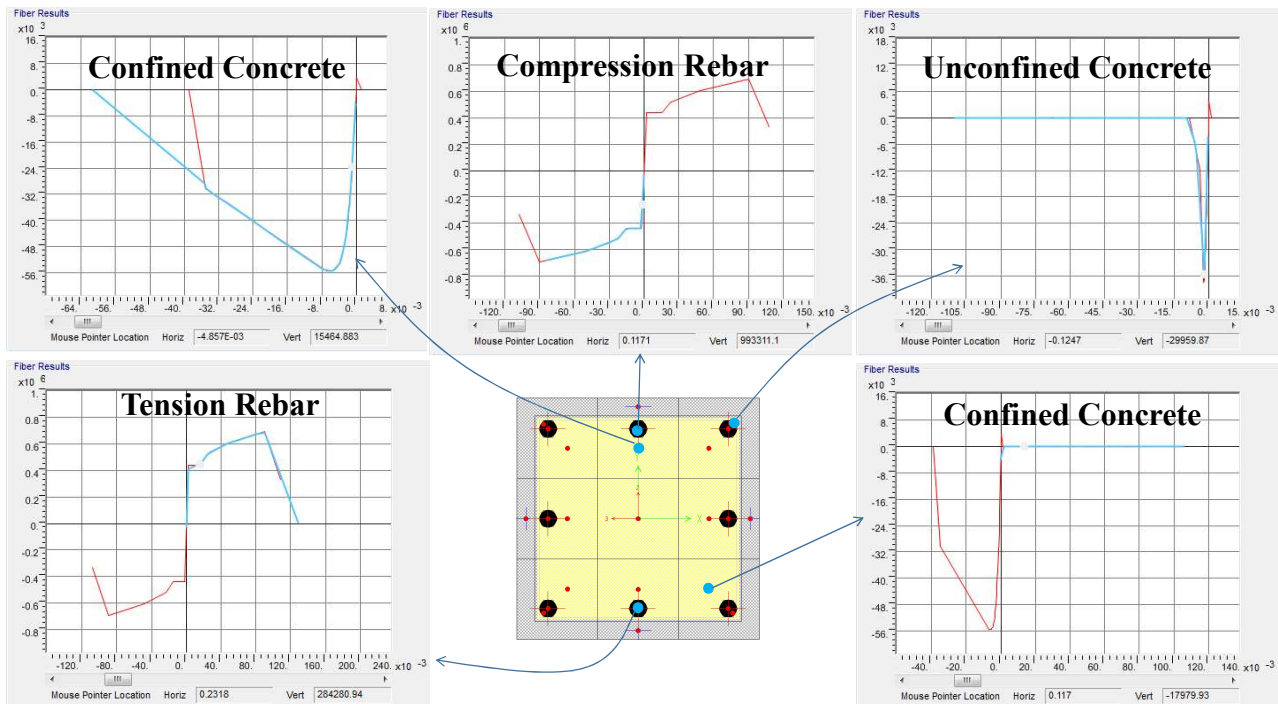 Fiber Results
x10 3
Confined Concrete
16.
8.
0.
-8.
-16.
-24.
-32.
-40.
-48.
-56.
-64. -56. -48. -40. -32. -24. -16. -8. 0. 8. x10 -3
Mouse Pointer Location Horiz -4.857E-03 Vert 15464.883
Fiber Results
x10 6
Compression Rebar
1.
0.8
0.6
0.4
0.2
0.
-0.2
-0.4
-0.6
-0.8
-120. -90. -60. -30. 0. 30. 60. 90. 120. 150. x10 -3
Mouse Pointer Location Horiz 0.1171 Vert 993311.1
Fiber Results
x10 3
Unconfined Concrete
18.
12.
6.
0.
-6.
-12.
-18.
-24.
-30.
-36.
-120. -105. -90. -75. -60. -45. -30. -15. 0. 15. x10 -3
Mouse Pointer Location Horiz -0.1247 Vert -29959.87
Fiber Results
x10 6
Tension Rebar
1.
0.8
0.6
0.4
0.2
0.
-0.2
-0.4
-0.6
-0.8
-120. -80. -40. 0. 40. 80. 120. 160. 200. 240. x10 -3
Mouse Pointer Location Horiz 0.2318 Vert 284280.94
3
Fiber Results
x10 3
Confined Concrete
16.
8.
0.
-8.
-16.
-24.
-32.
-40.
-48.
-56.
-40. -20. 0. 20. 40. 60. 80. 100. 120. 140. x10 -3
Mouse Pointer Location Horiz 0.117 Vert -17979.93